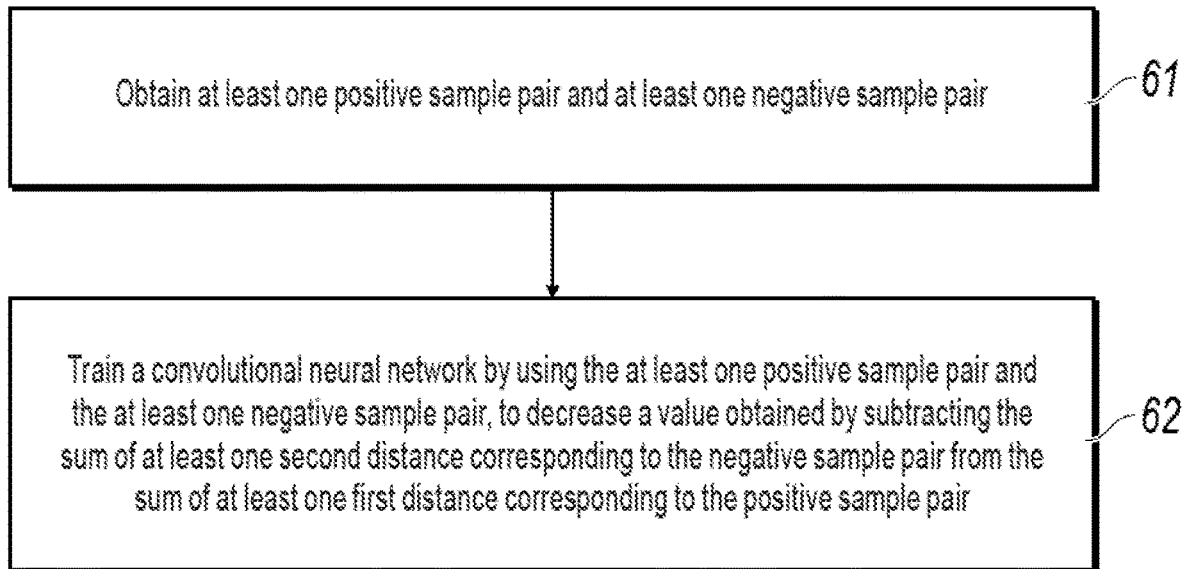 Obtain at least one positive sample pair and at least one negative sample pair
61
Train a convolutional neural network by using the at least one positive sample pair and
the at least one negative sample pair, to decrease a value obtained by subtracting the
sum of at least one second distance corresponding to the negative sample pair from the
sum of at least one first distance corresponding to the positive sample pair
62